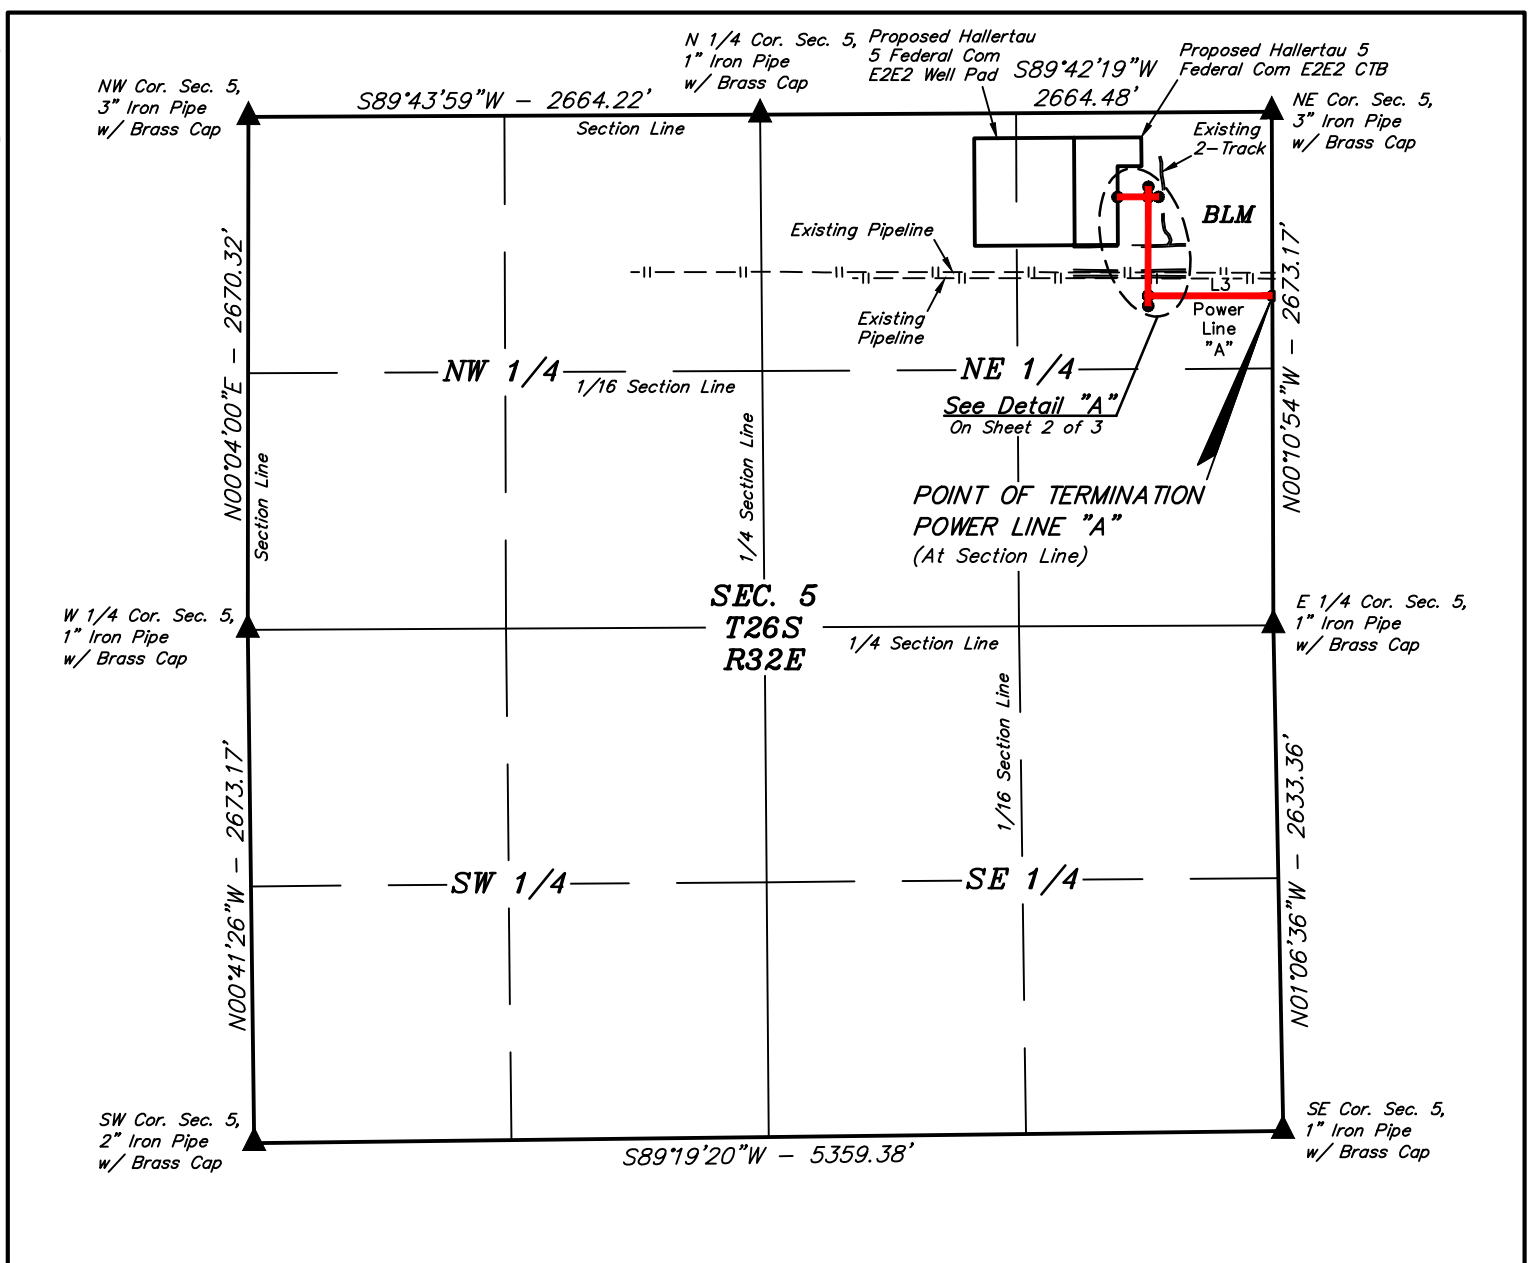 N 1/4 Cor. Sec. 5,
1" Iron Pipe
w/ Brass Cap
Proposed Hallertau
5 Federal Com
E2E2 Well Pad
S89°42'19"W
2664.48'
Proposed Hallertau 5
Federal Com E2E2 CTB
NW Cor. Sec. 5,
3" Iron Pipe
w/ Brass Cap
S89°43'59"W – 2664.22'
Section Line
NE Cor. Sec. 5,
3" Iron Pipe
w/ Brass Cap
Existing
2-Track
BLM
Existing Pipeline
Existing
Pipeline
L3
Power
Line
"A"
N00°04'00"E – 2670.32'
Section Line
N00°10'54"W – 2673.17'
NW 1/4
1/16 Section Line
NE 1/4
See Detail "A"
On Sheet 2 of 3
1/4 Section Line
POINT OF TERMINATION
POWER LINE "A"
(At Section Line)
W 1/4 Cor. Sec. 5,
1" Iron Pipe
w/ Brass Cap
SEC. 5
T26S
R32E
1/4 Section Line
E 1/4 Cor. Sec. 5,
1" Iron Pipe
w/ Brass Cap
1/16 Section Line
N00°41'26"W – 2673.17'
N01°06'36"W – 2633.36'
SW 1/4
SE 1/4
SW Cor. Sec. 5,
2" Iron Pipe
w/ Brass Cap
S89°19'20"W – 5359.38'
SE Cor. Sec. 5,
1" Iron Pipe
w/ Brass Cap